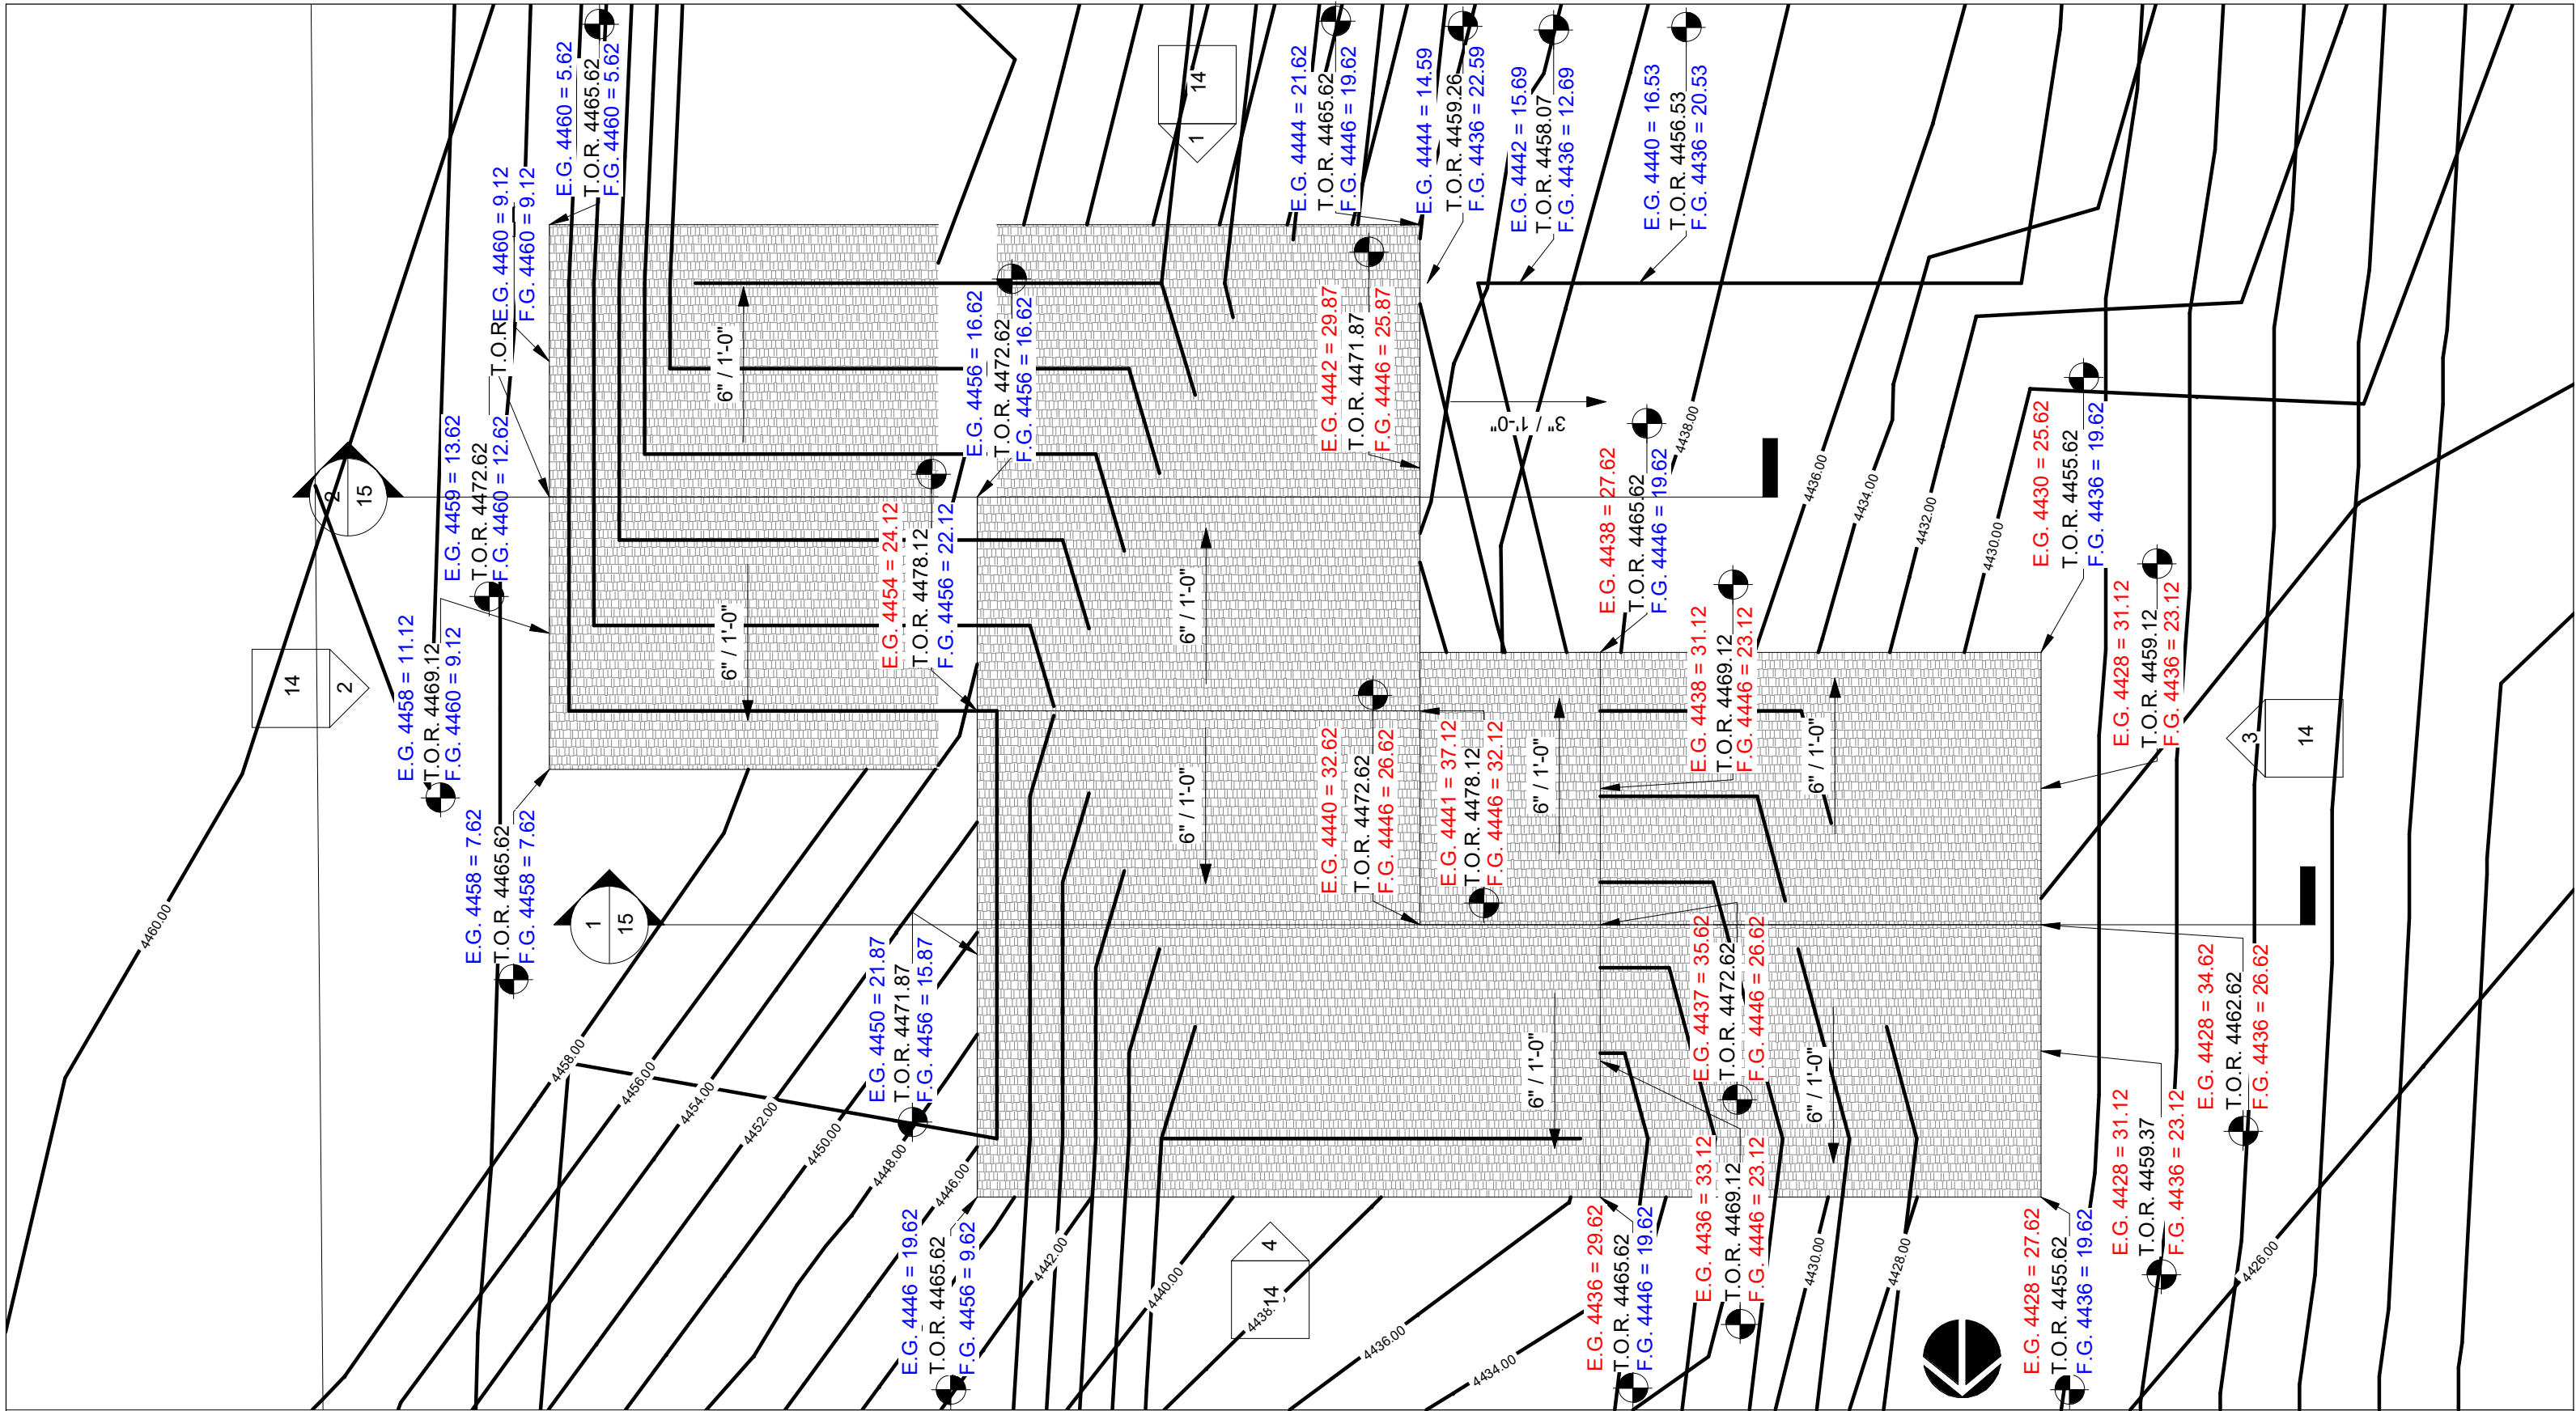 E.G. 4460 = 5.62
T.O.R. 4465.62
F.G. 4460 = 5.62
E.G. 4460 = 9.12
T.O.R.
F.G. 4460 = 9.12
E.G. 4459 = 13.62
T.O.R. 4472.62
F.G. 4460 = 12.62
E.G. 4458 = 11.12
T.O.R. 4469.12
F.G. 4460 = 9.12
E.G. 4458 = 7.62
T.O.R. 4465.62
F.G. 4458 = 7.62
2
15
14
2
1
15
14
1
E.G. 4444 = 21.62
T.O.R. 4465.62
F.G. 4446 = 19.62
E.G. 4444 = 14.59
T.O.R. 4459.26
F.G. 4436 = 22.59
E.G. 4442 = 15.69
T.O.R. 4458.07
F.G. 4436 = 12.69
E.G. 4440 = 16.53
T.O.R. 4456.53
F.G. 4436 = 20.53
6" / 1'-0"
6" / 1'-0"
E.G. 4456 = 16.62
T.O.R. 4472.62
F.G. 4456 = 16.62
E.G. 4454 = 24.12
T.O.R. 4478.12
F.G. 4456 = 22.12
E.G. 4442 = 29.87
T.O.R. 4471.87
F.G. 4446 = 25.87
3" / 1'-0"
6" / 1'-0"
6" / 1'-0"
E.G. 4450 = 21.87
T.O.R. 4471.87
F.G. 4456 = 15.87
E.G. 4446 = 19.62
T.O.R. 4465.62
F.G. 4456 = 9.62
E.G. 4440 = 32.62
T.O.R. 4472.62
F.G. 4446 = 26.62
E.G. 4441 = 37.12
T.O.R. 4478.12
F.G. 4446 = 32.12
6" / 1'-0"
6" / 1'-0"
E.G. 4438 = 27.62
T.O.R. 4465.62
F.G. 4446 = 19.62
E.G. 4438 = 31.12
T.O.R. 4469.12
F.G. 4446 = 23.12
6" / 1'-0"
6" / 1'-0"
E.G. 4437 = 35.62
T.O.R. 4472.62
F.G. 4446 = 26.62
E.G. 4436 = 33.12
T.O.R. 4469.12
F.G. 4446 = 23.12
E.G. 4436 = 29.62
T.O.R. 4465.62
F.G. 4446 = 19.62
E.G. 4430 = 25.62
T.O.R. 4455.62
F.G. 4436 = 19.62
E.G. 4428 = 31.12
T.O.R. 4459.12
F.G. 4436 = 23.12
3
14
E.G. 4428 = 34.62
T.O.R. 4462.62
F.G. 4436 = 26.62
E.G. 4428 = 31.12
T.O.R. 4459.37
F.G. 4436 = 23.12
E.G. 4428 = 27.62
T.O.R. 4455.62
F.G. 4436 = 19.62
4
14
4460.00
4458.00
4456.00
4454.00
4452.00
4450.00
4448.00
4446.00
4442.00
4440.00
4436.00
4434.00
4430.00
4428.00
4426.00
4438.00
4436.00
4434.00
4432.00
4430.00